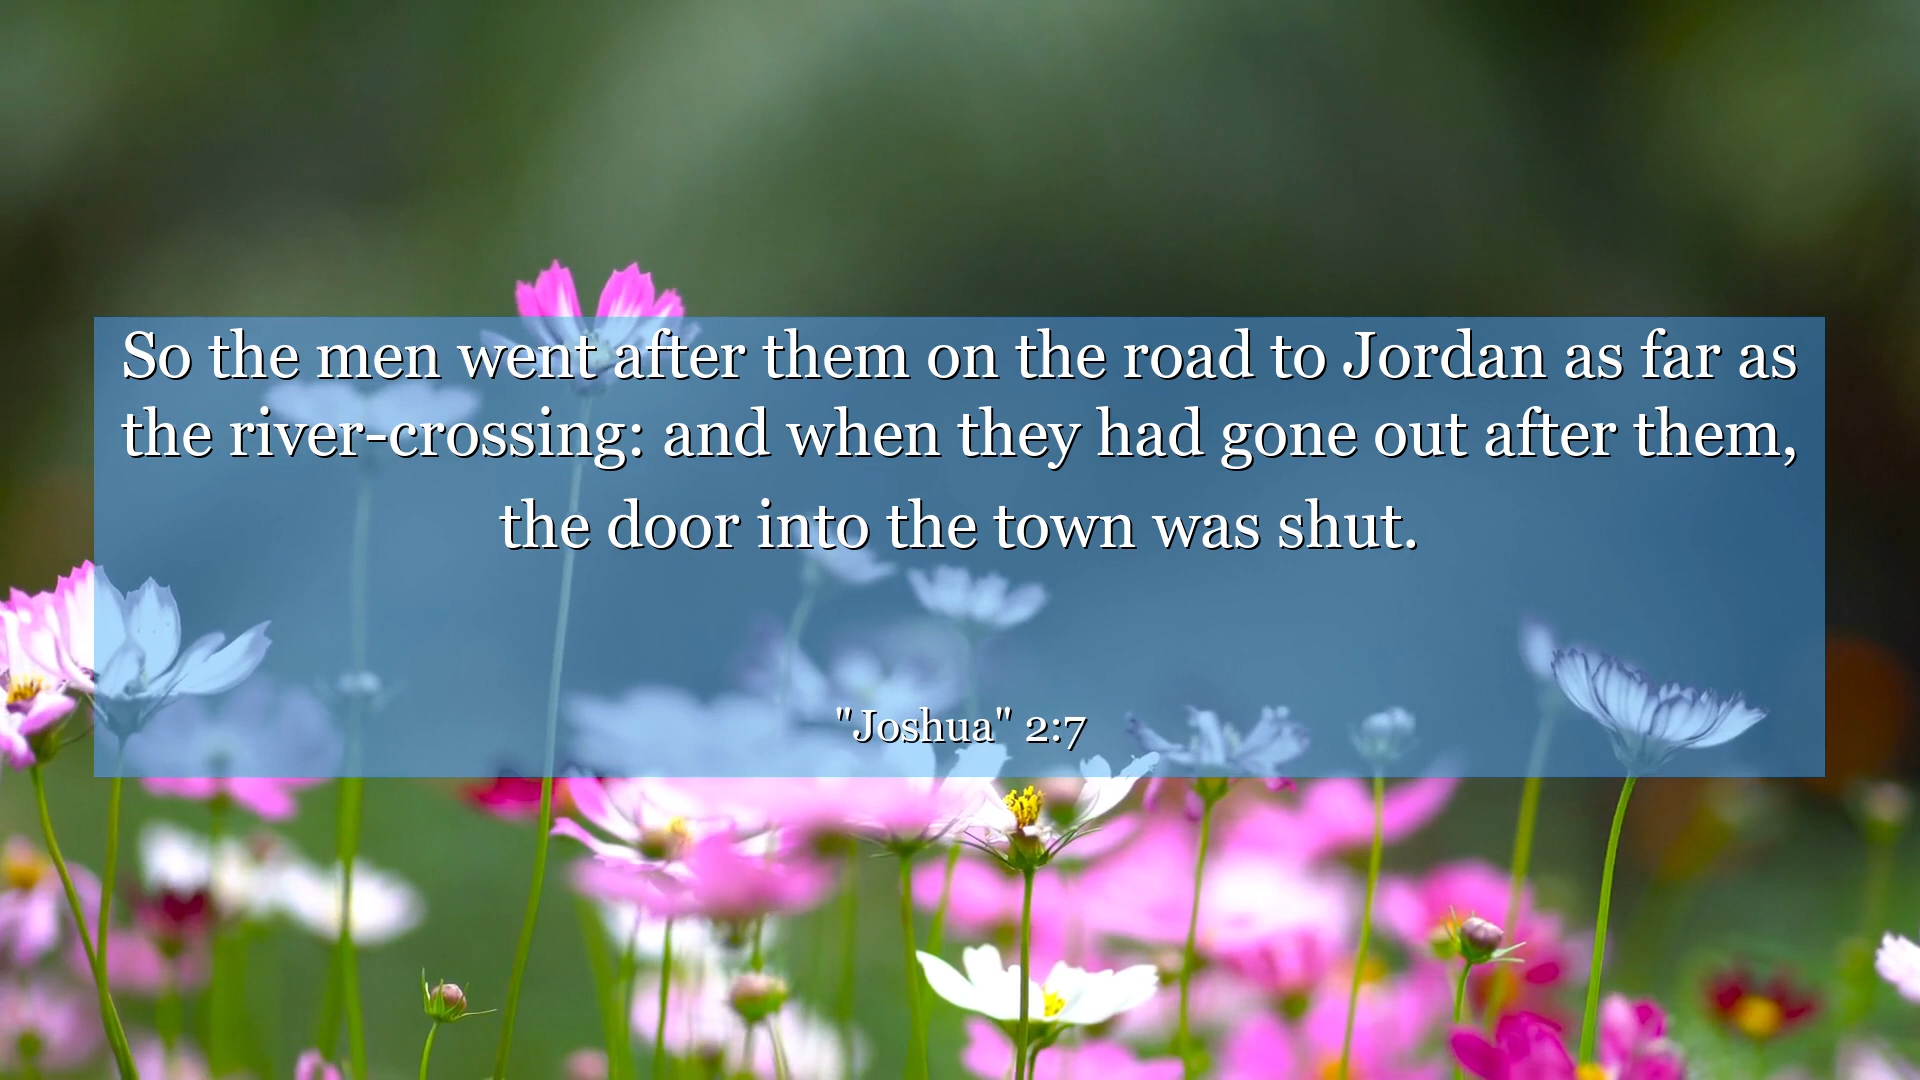 So the men went after them on the road to Jordan as far as
the river-crossing: and when they had gone out after them,
the door into the town was shut.
"Joshua" 2:7